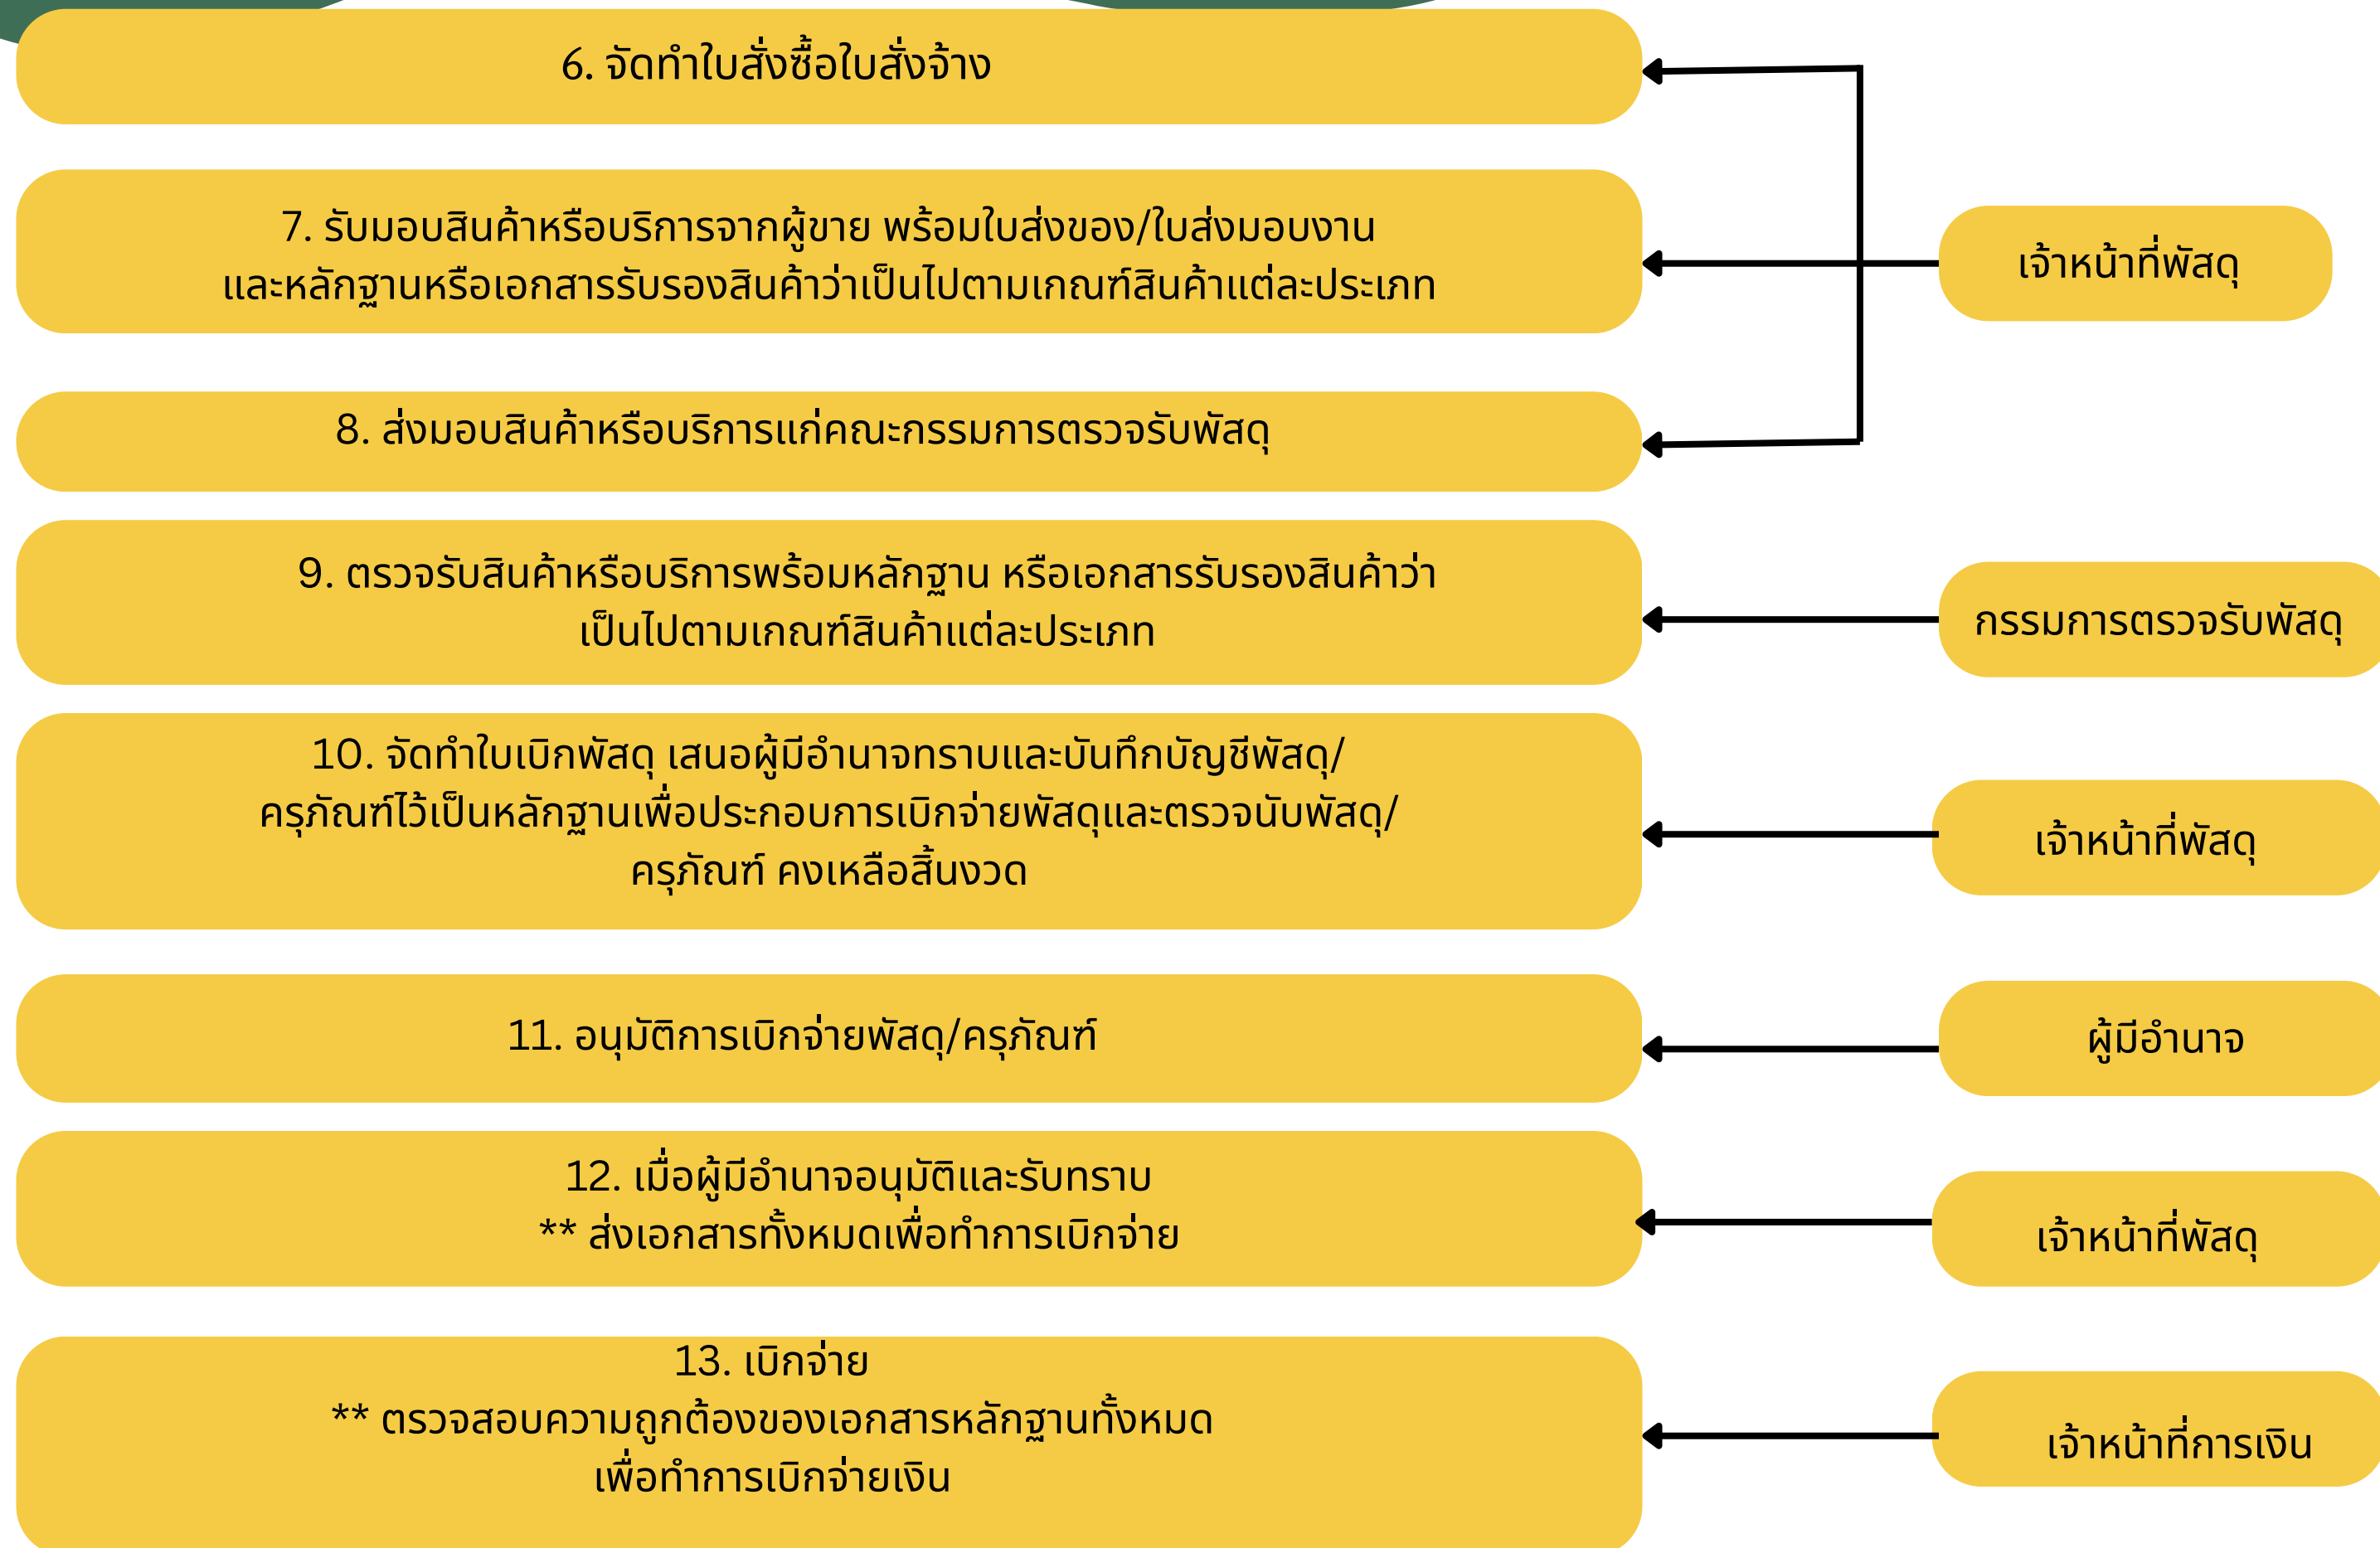 6. จัดทำใบสั่งซื้อใบสั่งจ้าง
7. รับมอบสินค้าหรือบริการจากผู้ขาย พร้อมใบส่งของ/ใบส่งมอบงาน
และหลักฐานหรือเอกสารรับรองสินค้าว่าเป็นไปตามเกณฑ์สินค้าแต่ละประเภท
เจ้าหน้าที่พัสดุ
8. ส่งบอบสินค้าหรือบริการแก่คณะกรรมการตรวจรับพัสดุ
9. ตรวจรับสินค้าหรือบริการพร้อมหลักฐาน หรือเอกสารรับรองสินค้าว่า
เป็นไปตามเกณฑ์สินค้าแต่ละประเภท
กรรมการตรวจรับพัสดุ
10. จัดทำใบเบิกพัสดุ เสนอผู้มีอำนาจทราบและบันทึกบัญชีพัสดุ/
ครุภัณฑ์ไว้เป็นหลักฐานเพื่อประกอบการเบิกจ่ายพัสดุและตรวจนับพัสดุ/
ครุภัณฑ์ คงเหลือสิ้นงวด
เจ้าหน้าที่พัสดุ
11. อนุมัติการเบิกจ่ายพัสดุ/ครุภัณฑ์
ผู้มีอำนาจ
12. เมื่อผู้มีอำนาจอนุมัติและรับทราบ
** ส่งเอกสารทั้งหมดเพื่อทำการเบิกจ่าย
เจ้าหน้าที่พัสดุ
13. เบิกจ่าย
** ตรวจสอบความถูกต้องของเอกสารหลักฐานทั้งหมด
เพื่อทำการเบิกจ่ายเงิน
เจ้าหน้าที่การเงิน